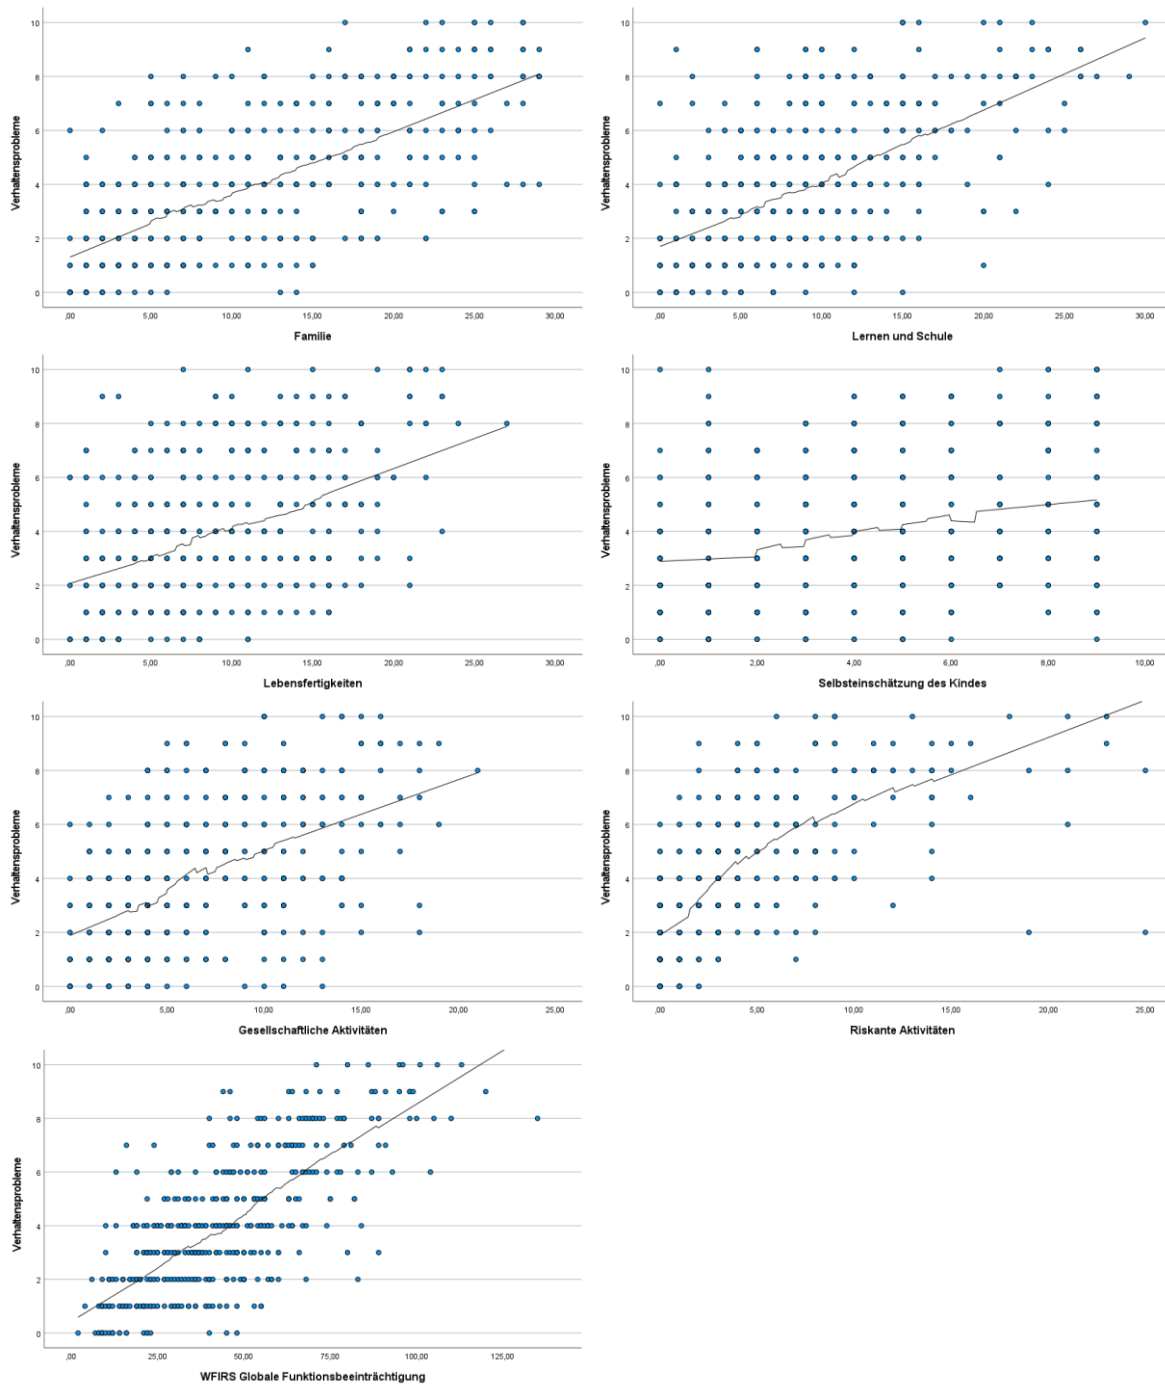 10
8
6
4
2
0
Verhaltensprobleme
,00 5,00 10,00 15,00 20,00 25,00 30,00
Familie
10
8
6
4
2
0
Verhaltensprobleme
,00 5,00 10,00 15,00 20,00 25,00 30,00
Lernen und Schule
10
8
6
4
2
0
Verhaltensprobleme
,00 5,00 10,00 15,00 20,00 25,00 30,00
Lebensfertigkeiten
10
8
6
4
2
0
Verhaltensprobleme
,00 2,00 4,00 6,00 8,00 10,00
Selbsteinschätzung des Kindes
10
8
6
4
2
0
Verhaltensprobleme
,00 5,00 10,00 15,00 20,00 25,00
Gesellschaftliche Aktivitäten
10
8
6
4
2
0
Verhaltensprobleme
,00 5,00 10,00 15,00 20,00 25,00
Riskante Aktivitäten
10
8
6
4
2
0
Verhaltensprobleme
,00 25,00 50,00 75,00 100,00 125,00
WFIRS Globale Funktionsbeeinträchtigung